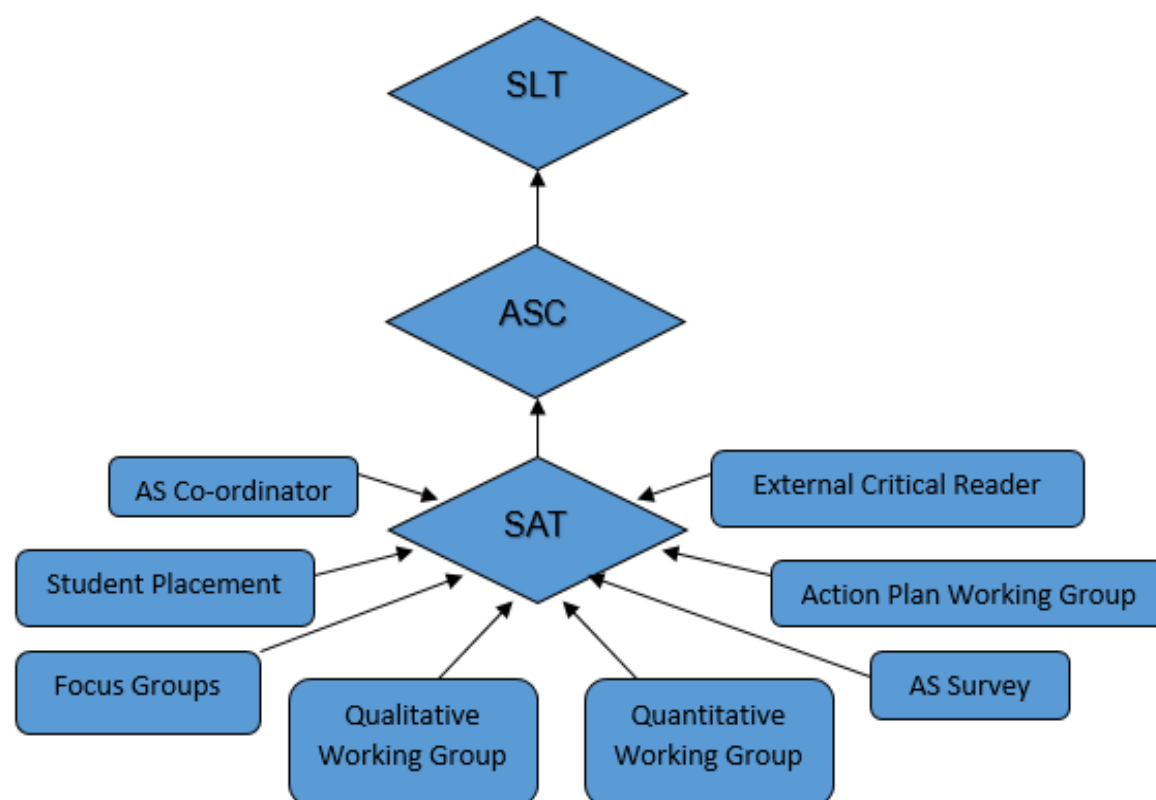 SLT
ASC
SAT
AS Co-ordinator
External Critical Reader
Student Placement
Action Plan Working Group
Focus Groups
AS Survey
Qualitative
Working Group
Quantitative
Working Group